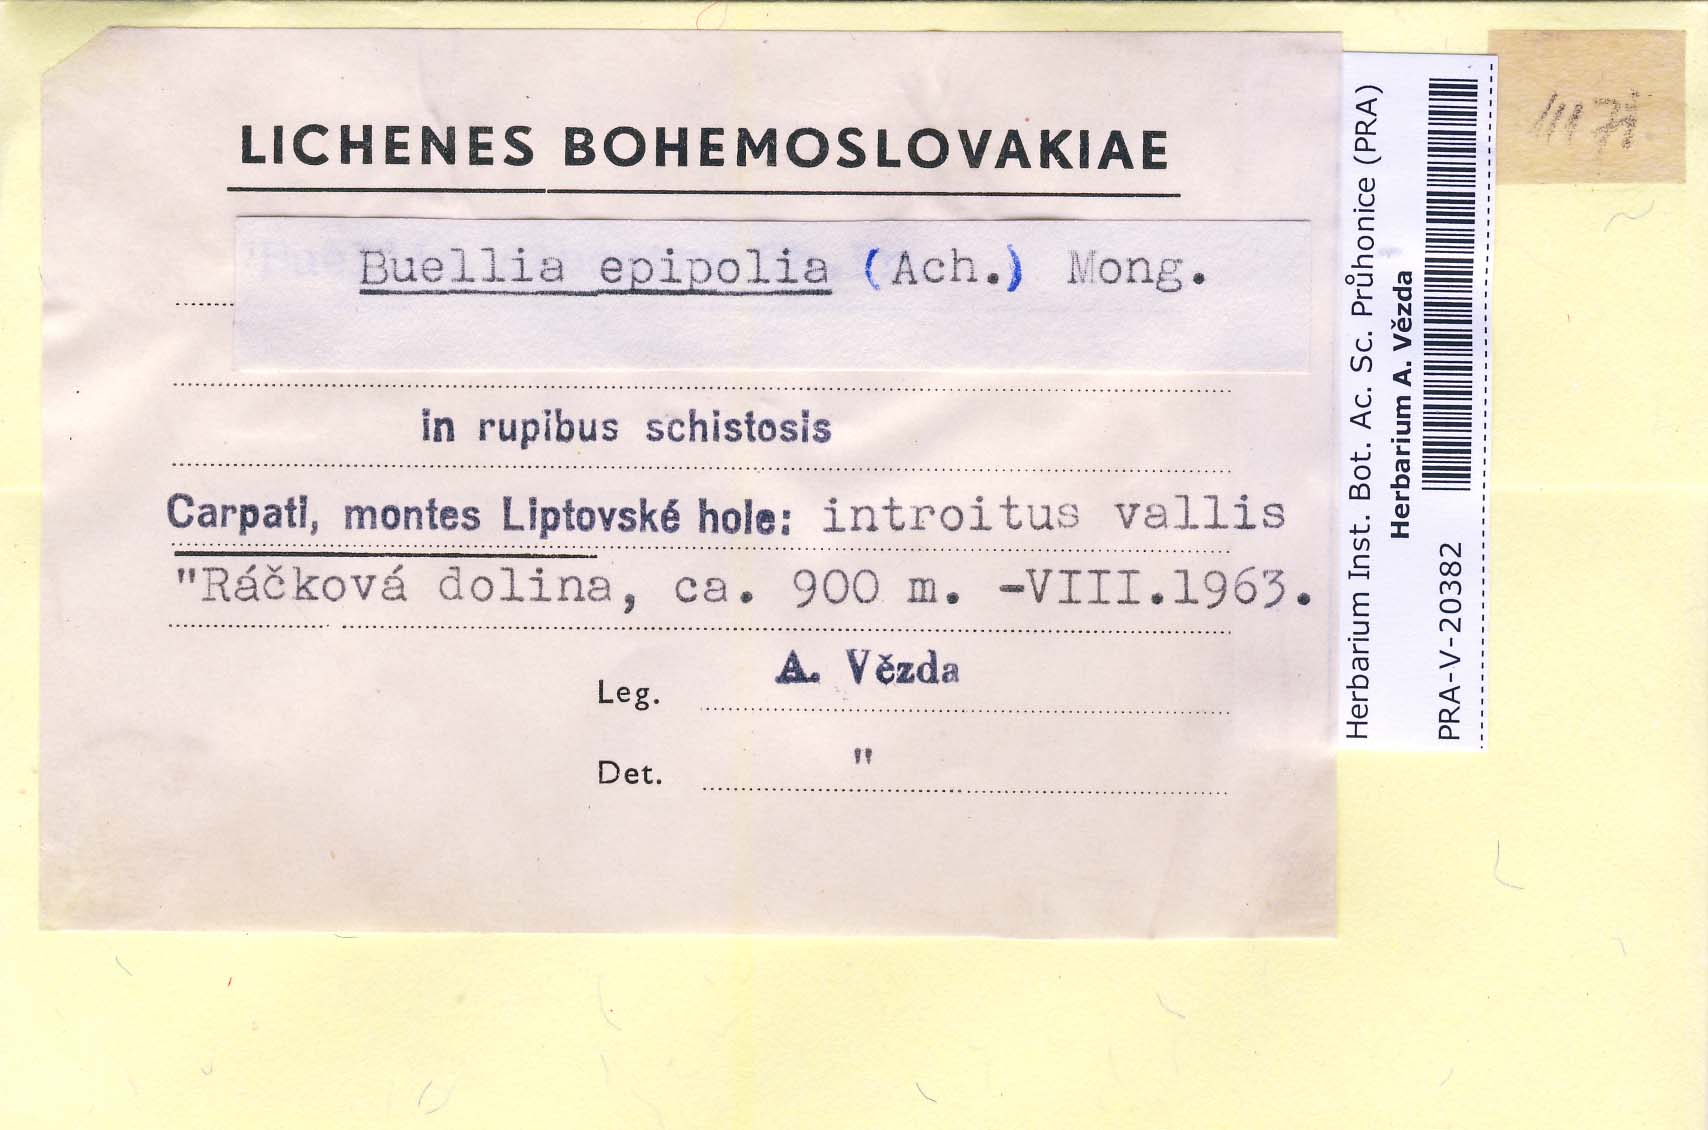 LICHENES BOHEMOSLOVAKIAE
Buellia epipolia (Ach.) Mong.
in rupibus schistosis
Carpati, montes Liptovské hole: introitus vallis
"Ráčková dolina, ca. 900 m. -VIII.1963.
Leg. A. Vězda
Det. "
Herbarium Inst. Bot. Ac. Sc. Průhonice (PRA)
Herbarium A. Vězda
PRA-V-20382